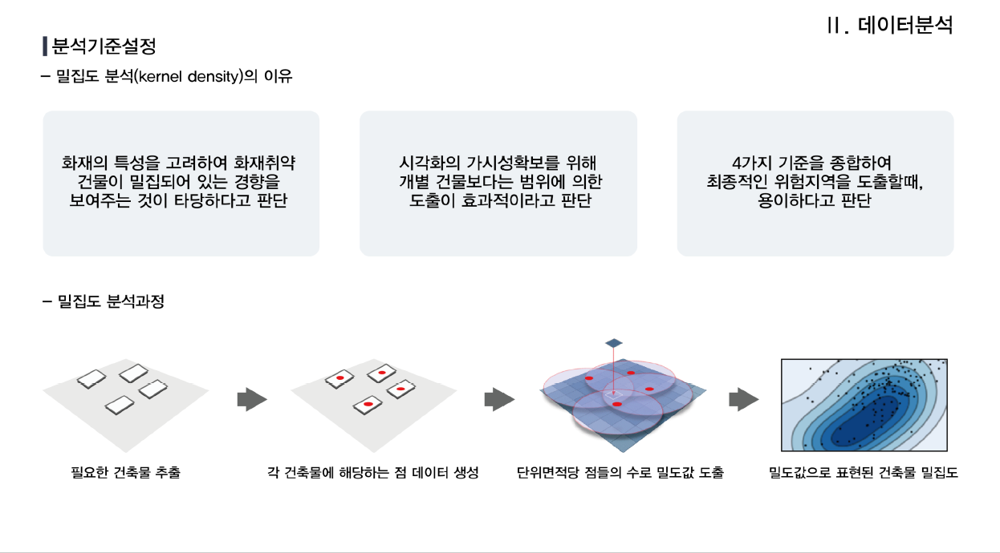 Ⅱ. 데이터분석
분석기준설정
– 밀집도 분석(kernel density)의 이유
화재의 특성을 고려하여 화재취약
건물이 밀집되어 있는 경향을
보여주는 것이 타당하다고 판단
시각화의 가시성확보를 위해
개별 건물보다는 범위에 의한
도출이 효과적이라고 판단
4가지 기준을 종합하여
최종적인 위험지역을 도출할때,
용이하다고 판단
– 밀집도 분석과정
필요한 건축물 추출
각 건축물에 해당하는 점 데이터 생성
단위면적당 점들의 수로 밀도값 도출
밀도값으로 표현된 건축물 밀집도